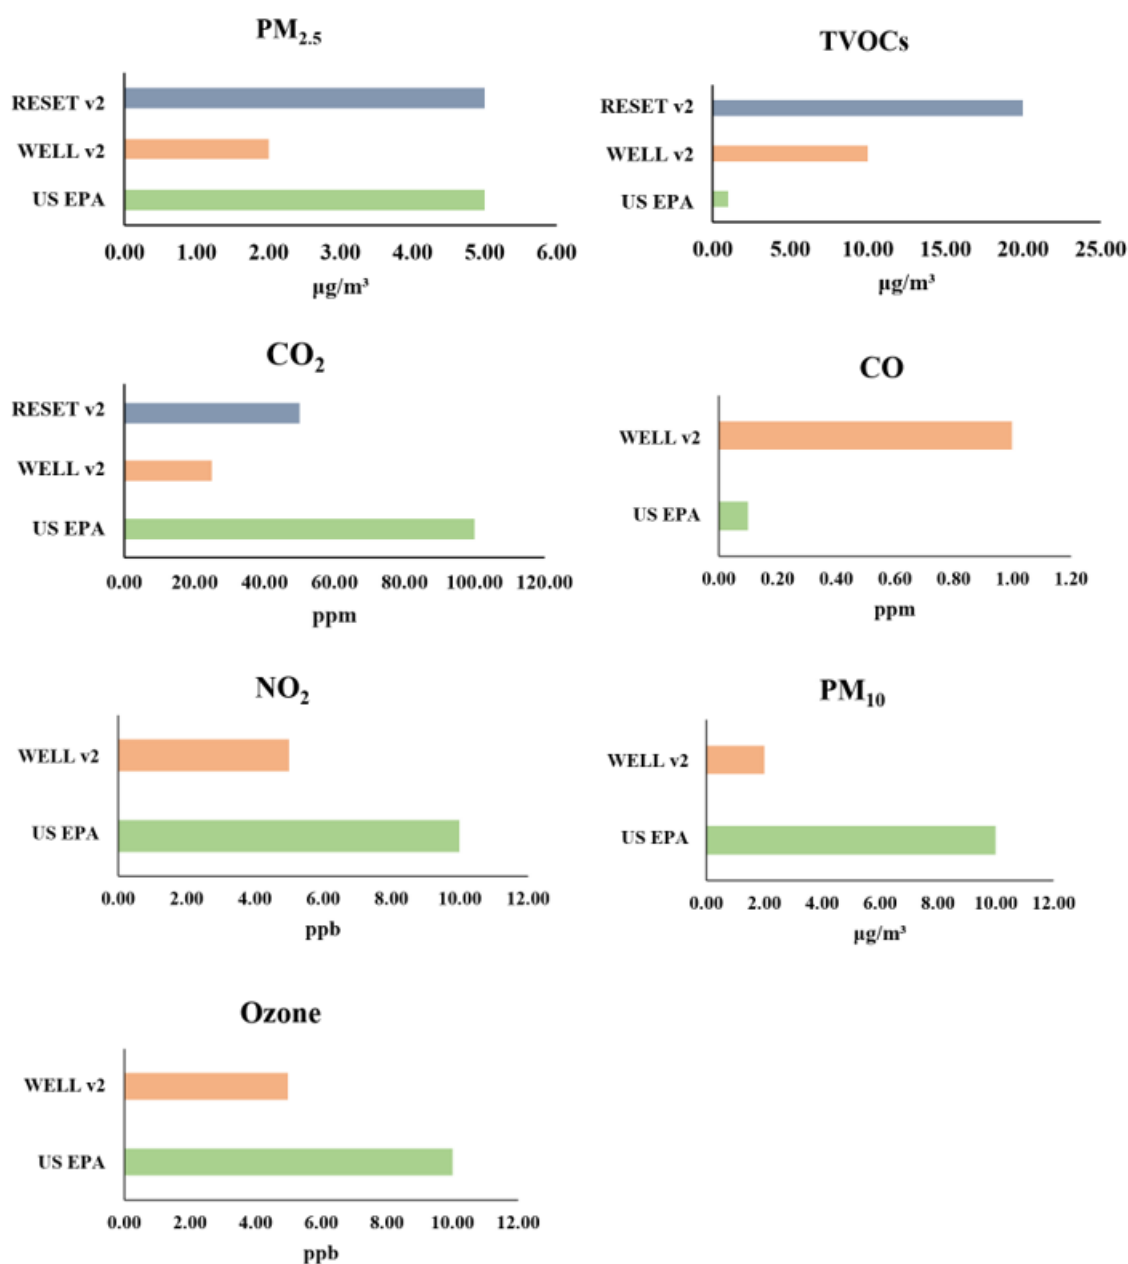 PM₂.₅
RESET v2
WELL v2
US EPA
0.00 1.00 2.00 3.00 4.00 5.00 6.00
µg/m³
TVOCs
RESET v2
WELL v2
US EPA
0.00 5.00 10.00 15.00 20.00 25.00
µg/m³
CO₂
RESET v2
WELL v2
US EPA
0.00 20.00 40.00 60.00 80.00 100.00 120.00
ppm
CO
WELL v2
US EPA
0.00 0.20 0.40 0.60 0.80 1.00 1.20
ppm
NO₂
WELL v2
US EPA
0.00 2.00 4.00 6.00 8.00 10.00 12.00
ppb
PM₁₀
WELL v2
US EPA
0.00 2.00 4.00 6.00 8.00 10.00 12.00
µg/m³
Ozone
WELL v2
US EPA
0.00 2.00 4.00 6.00 8.00 10.00 12.00
ppb